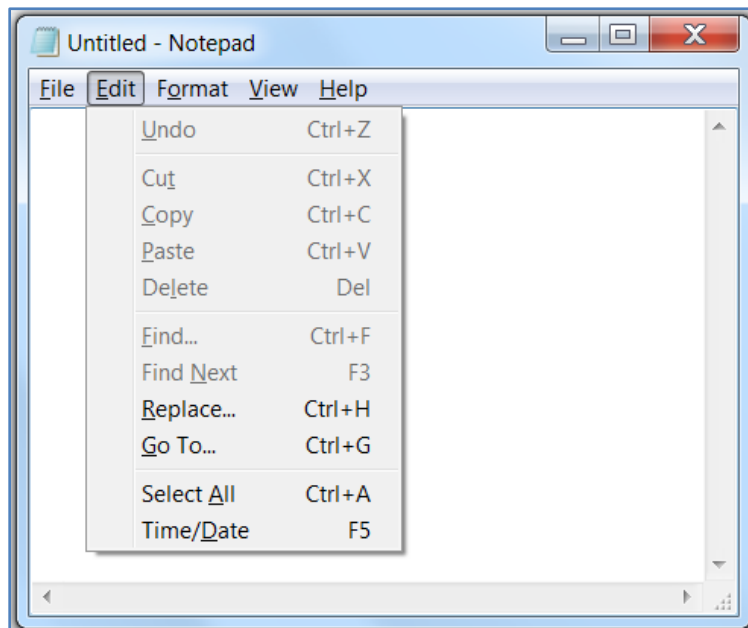 Untitled - Notepad
File Edit Format View Help
Undo Ctrl+Z
Cut Ctrl+X
Copy Ctrl+C
Paste Ctrl+V
Delete Del
Find... Ctrl+F
Find Next F3
Replace... Ctrl+H
Go To... Ctrl+G
Select All Ctrl+A
Time/Date F5